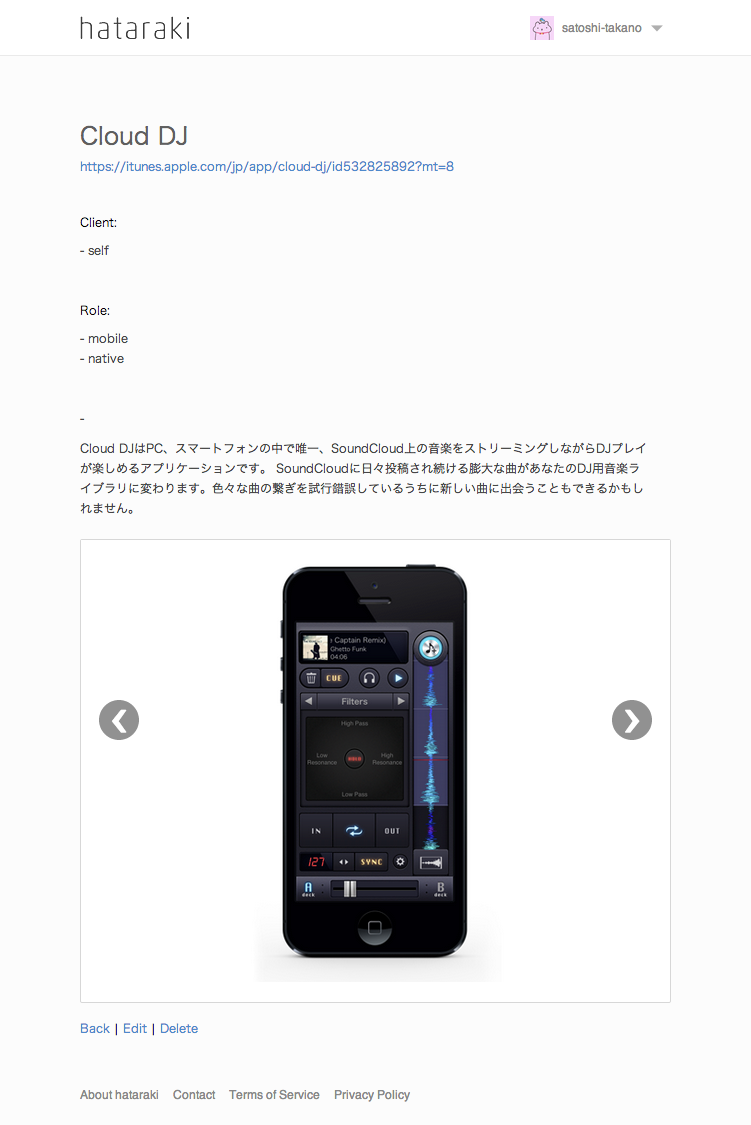 hataraki
satoshi-takano
Cloud DJ
https://itunes.apple.com/jp/app/cloud-dj/id532825892?mt=8
Client:
- self
Role:
- mobile
- native
-
Cloud DJはPC、スマートフォンの中で唯一、SoundCloud上の音楽をストリーミングしながらDJプレイ
が楽しめるアプリケーションです。 SoundCloudに日々投稿され続ける膨大な曲があなたのDJ用音楽ラ
イブラリに変わります。色々な曲の繋ぎを試行錯誤しているうちに新しい曲に出会うこともできるかもし
れません。
Captain Remix)
Ghetto Funk
04:06
CUE
Filters
High Pass
Low Resonance
High Resonance
HOLD
Low Pass
IN
OUT
127
SYNC
A deck
B deck
Back | Edit | Delete
About hataraki Contact Terms of Service Privacy Policy